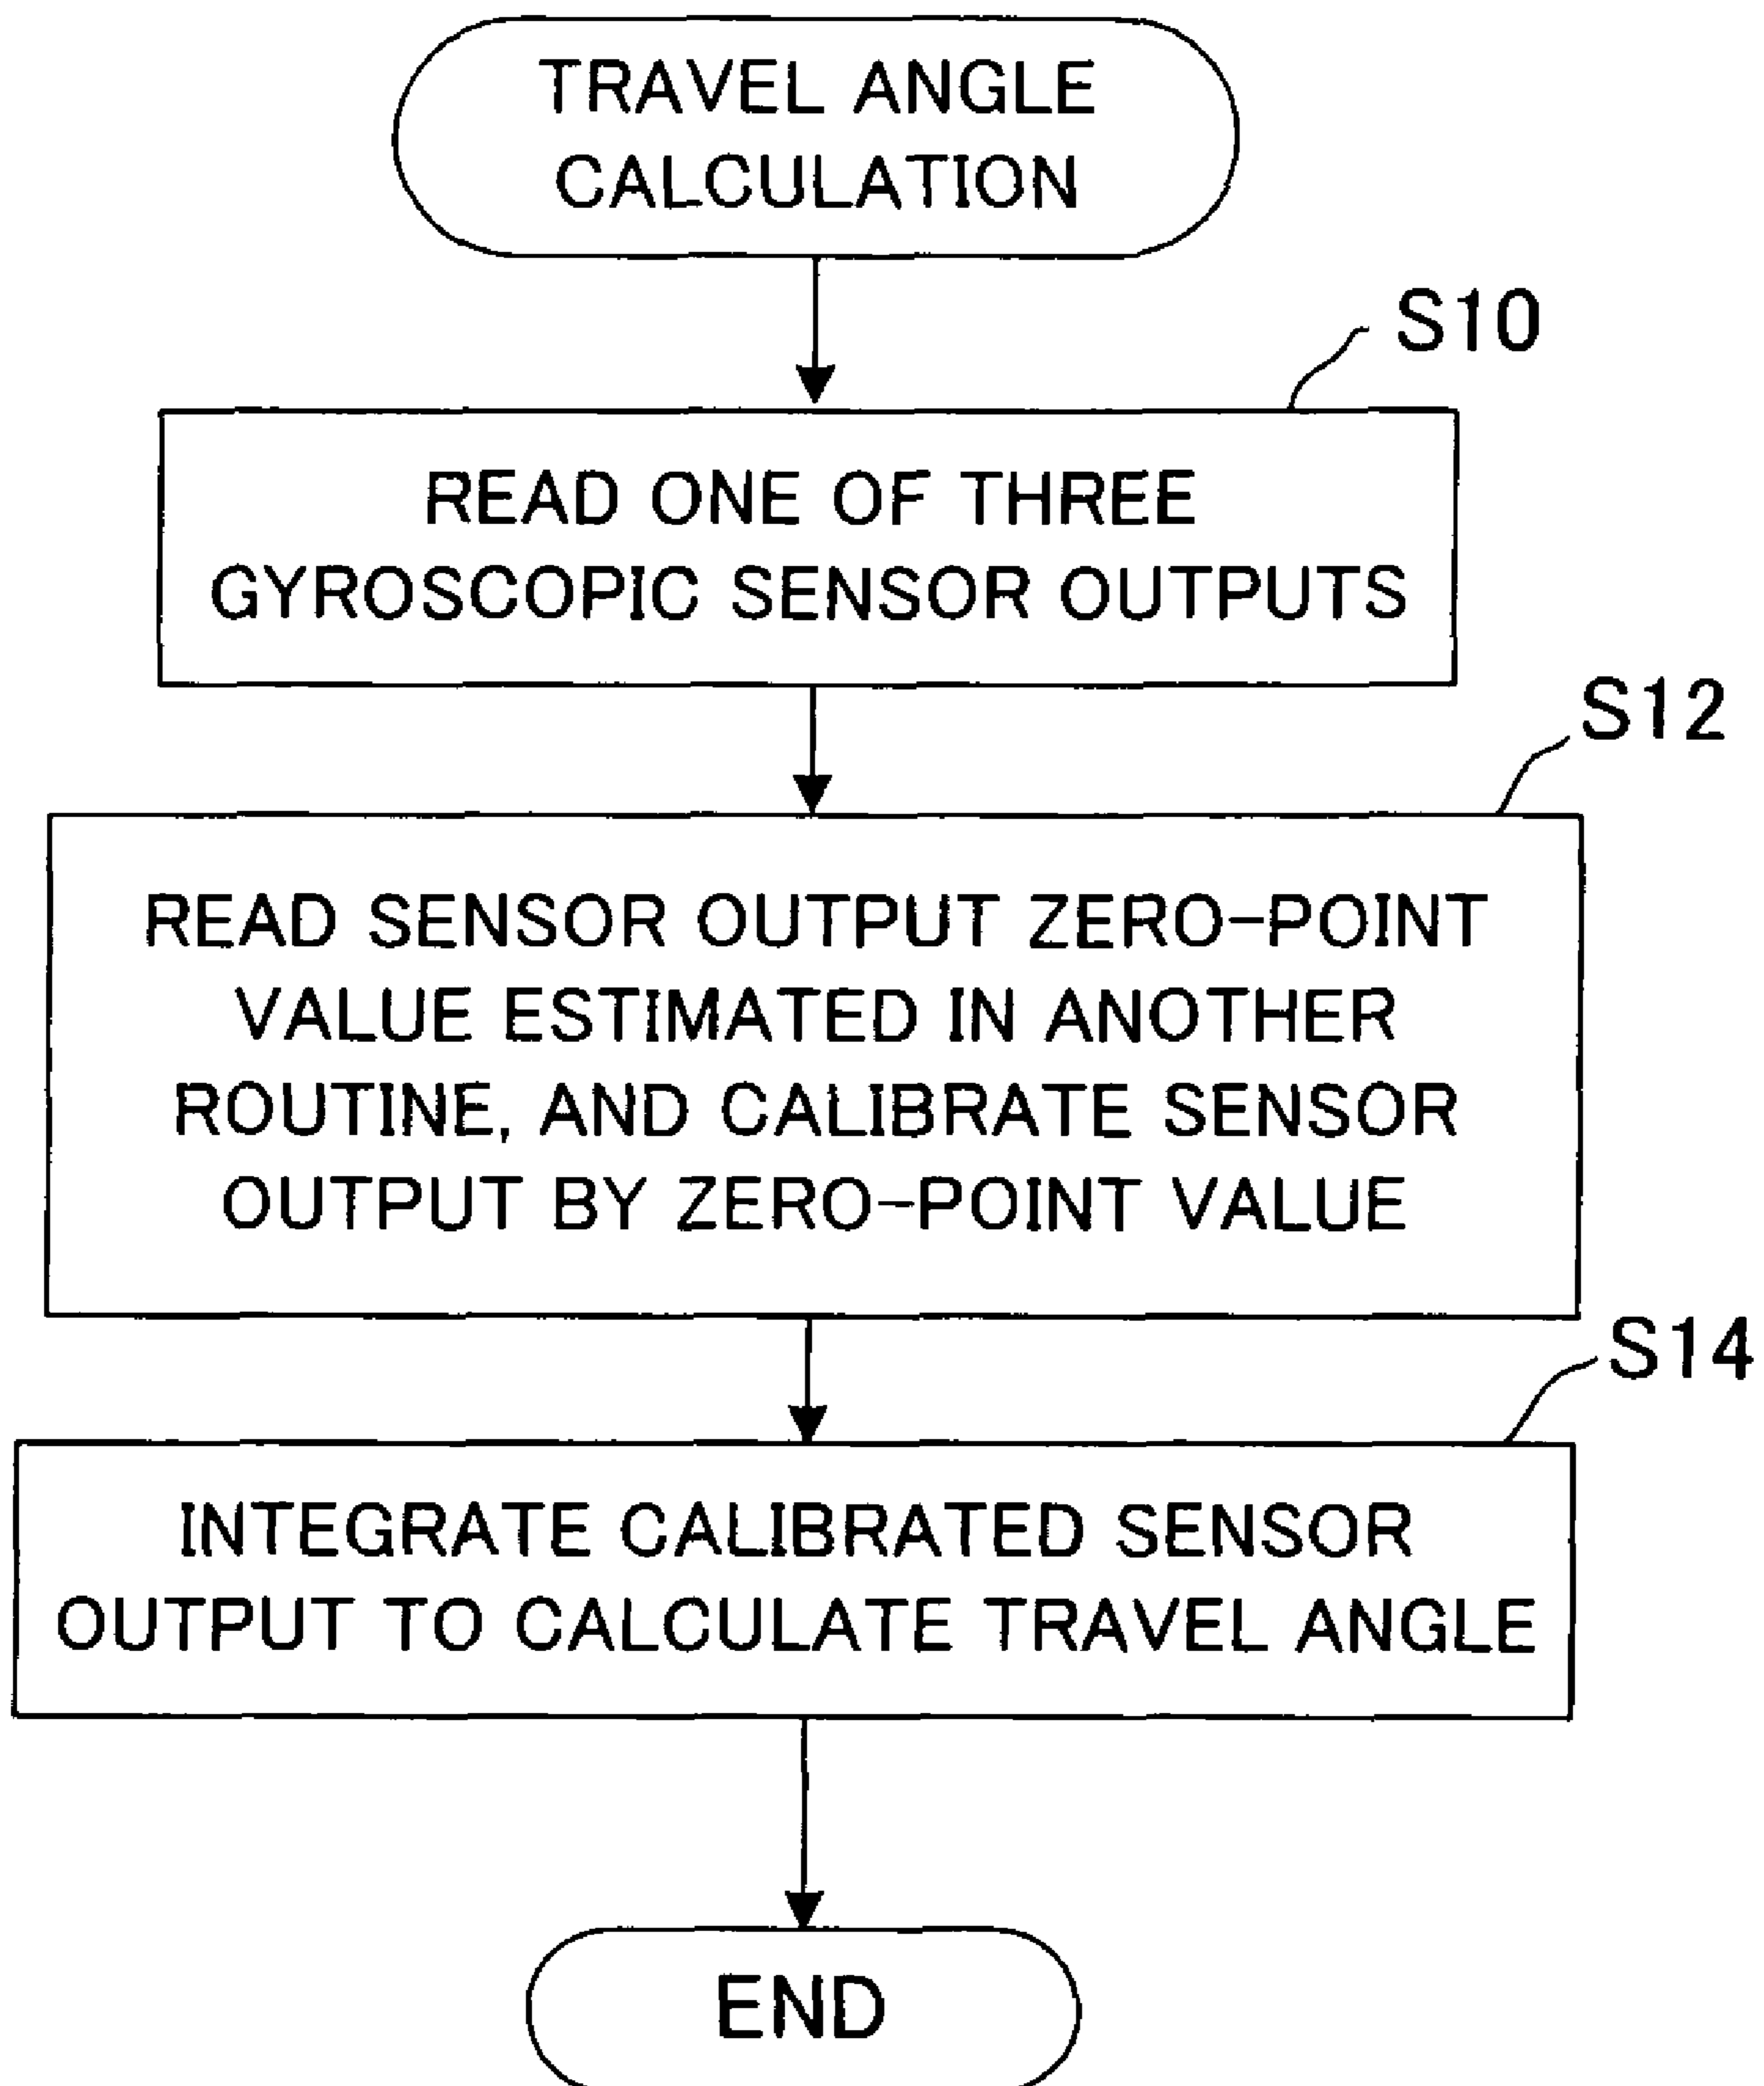 TRAVEL ANGLE
CALCULATION
S10
READ ONE OF THREE
GYROSCOPIC SENSOR OUTPUTS
S12
READ SENSOR OUTPUT ZERO-POINT
VALUE ESTIMATED IN ANOTHER
ROUTINE, AND CALIBRATE SENSOR
OUTPUT BY ZERO-POINT VALUE
S14
INTEGRATE CALIBRATED SENSOR
OUTPUT TO CALCULATE TRAVEL ANGLE
END